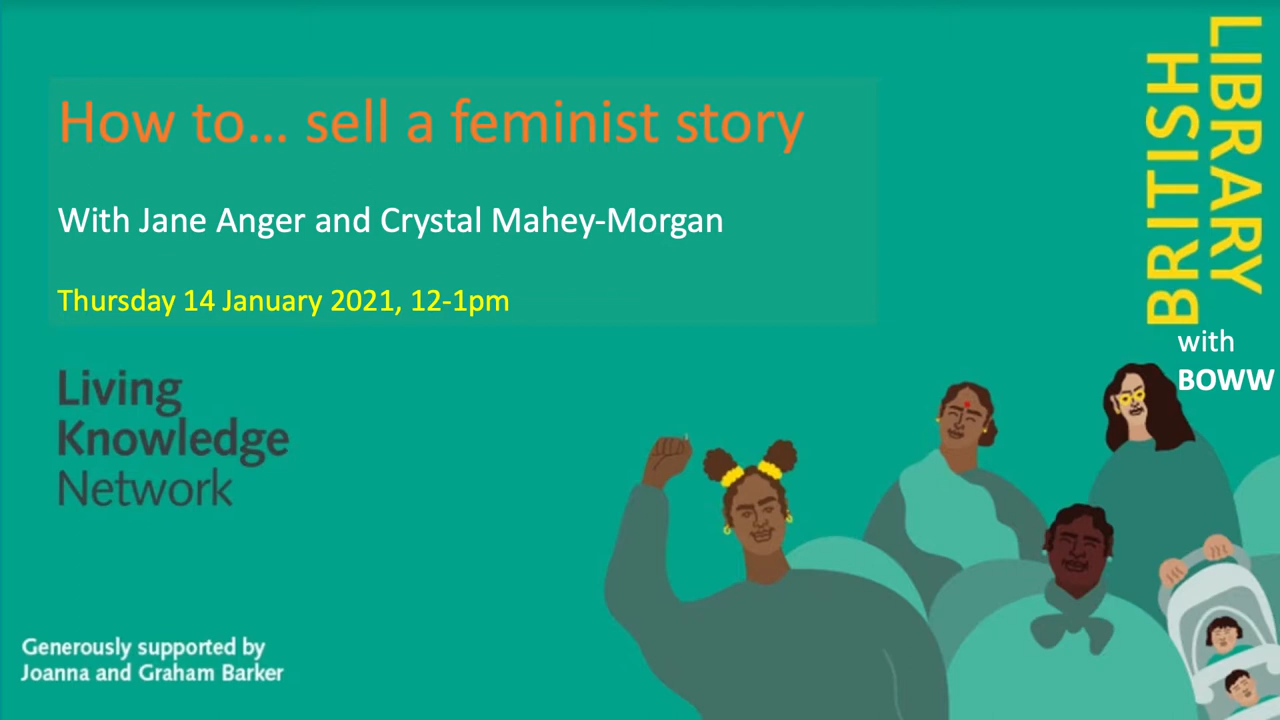 How to... sell a feminist story
With Jane Anger and Crystal Mahey-Morgan
Thursday 14 January 2021, 12-1pm
LIBRARY
BRITISH
with
BOWW
Living
Knowledge
Network
Generously supported by
Joanna and Graham Barker